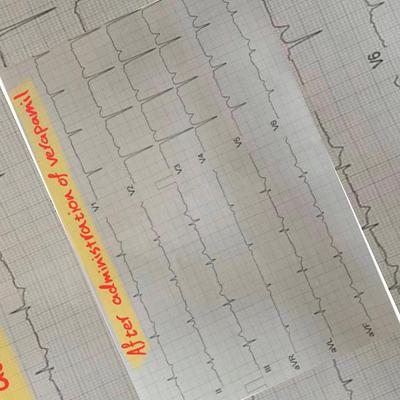 After administration of verapamil
V1
V2
V3
V4
V5
V6
II
III
aVR
aVL
aVF
V6